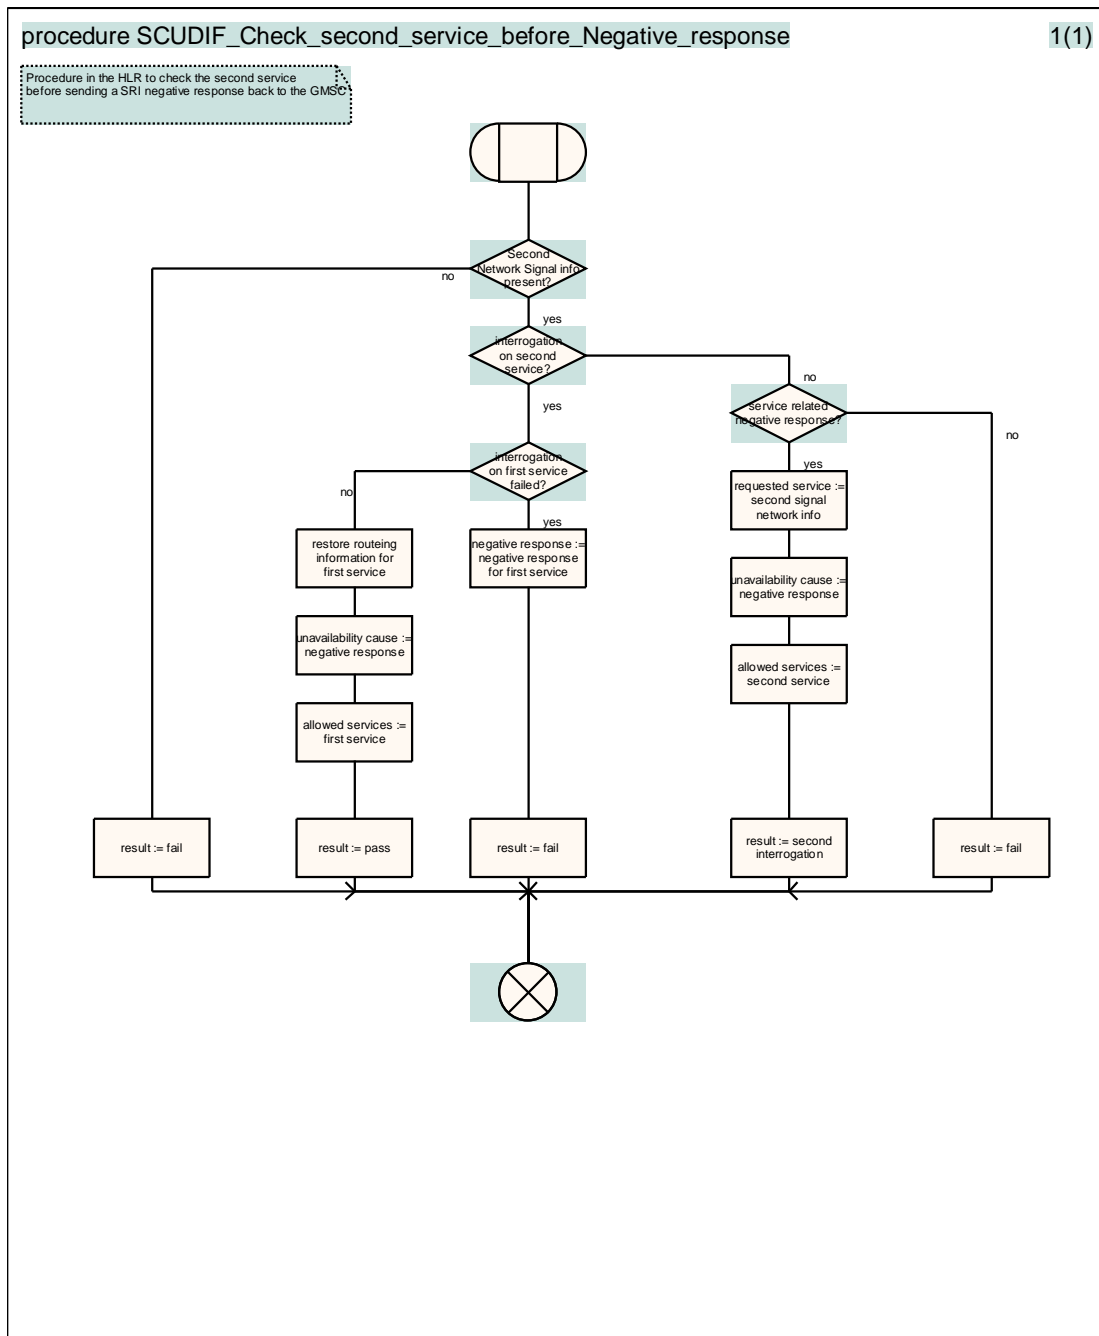 procedure SCUDIF_Check_second_service_before_Negative_response 1(1)
Procedure in the HLR to check the second service
before sending a SRI negative response back to the GMSC
Second
Network Signal info
present?
no
yes
interrogation
on second
service?
no
yes
service related
negative response?
no
yes
interrogation
on first service
failed?
no
yes
requested service :=
second signal
network info
restore routeing
information for
first service
negative response :=
negative response
for first service
unavailability cause :=
negative response
unavailability cause :=
negative response
allowed services :=
second service
allowed services :=
first service
result := fail
result := pass
result := fail
result := second
interrogation
result := fail